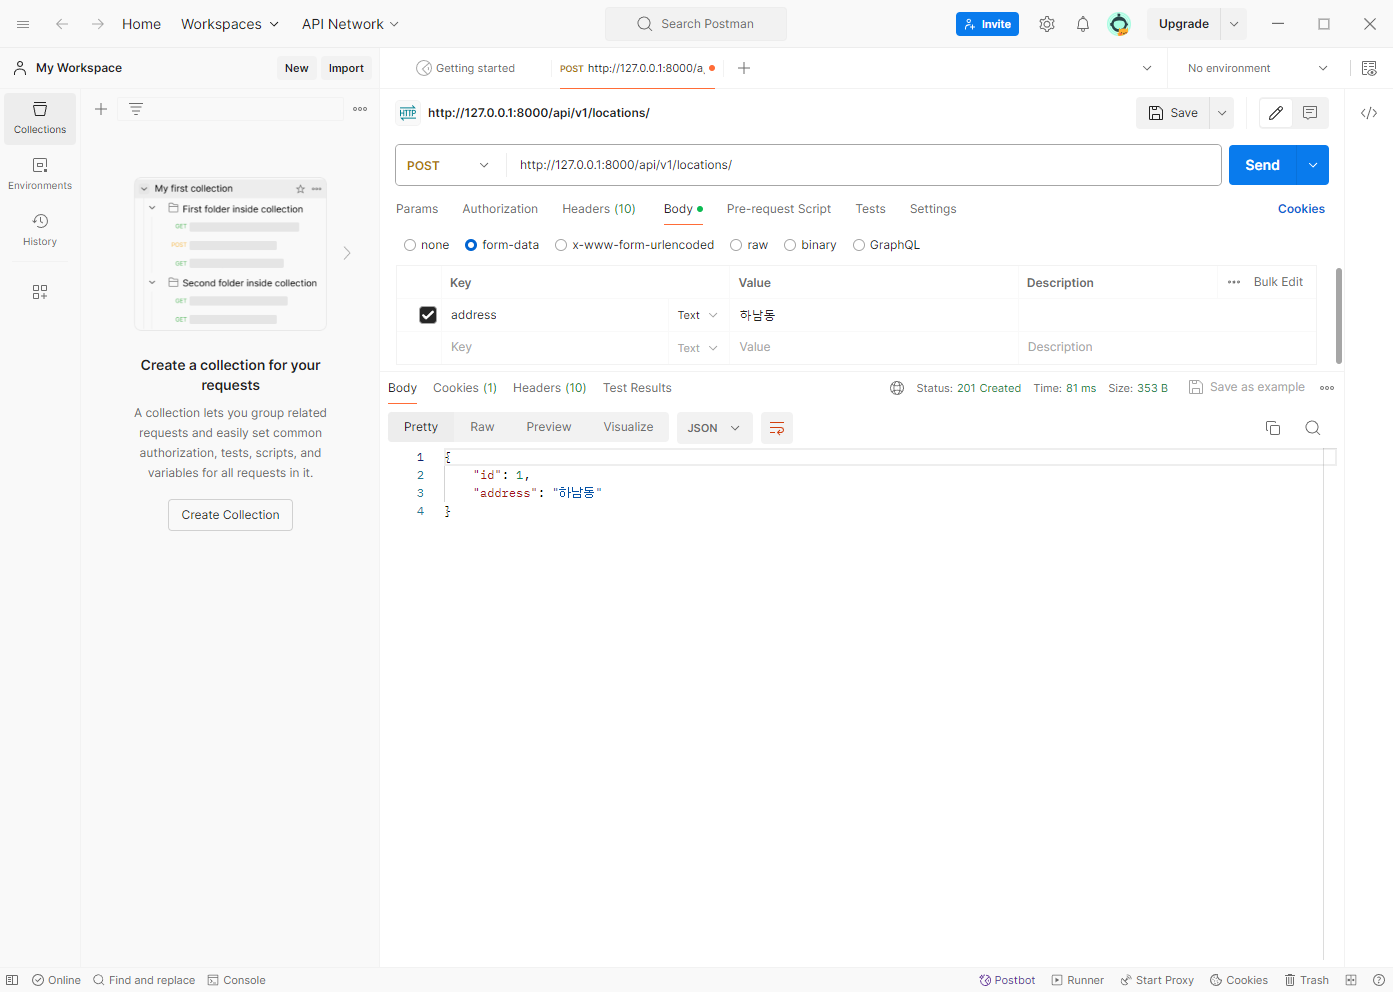 Home Workspaces API Network Search Postman Invite Upgrade
My Workspace New Import Getting started POST http://127.0.0.1:8000/a No environment
Collections
Environments
History
My first collection
First folder inside collection
GET
POST
GET
Second folder inside collection
GET
GET
Create a collection for your
requests
A collection lets you group related
requests and easily set common
authorization, tests, scripts, and
variables for all requests in it.
Create Collection
HTTP http://127.0.0.1:8000/api/v1/locations/ Save
POST http://127.0.0.1:8000/api/v1/locations/ Send
Params Authorization Headers (10) Body Pre-request Script Tests Settings Cookies
none form-data x-www-form-urlencoded raw binary GraphQL
Key Value Description Bulk Edit
address Text 하남동
Key Text Value Description
Body Cookies (1) Headers (10) Test Results Status: 201 Created Time: 81 ms Size: 353 B Save as example
Pretty Raw Preview Visualize JSON
1 {
2 "id": 1,
3 "address": "하남동"
4 }
Online Find and replace Console Postbot Runner Start Proxy Cookies Trash